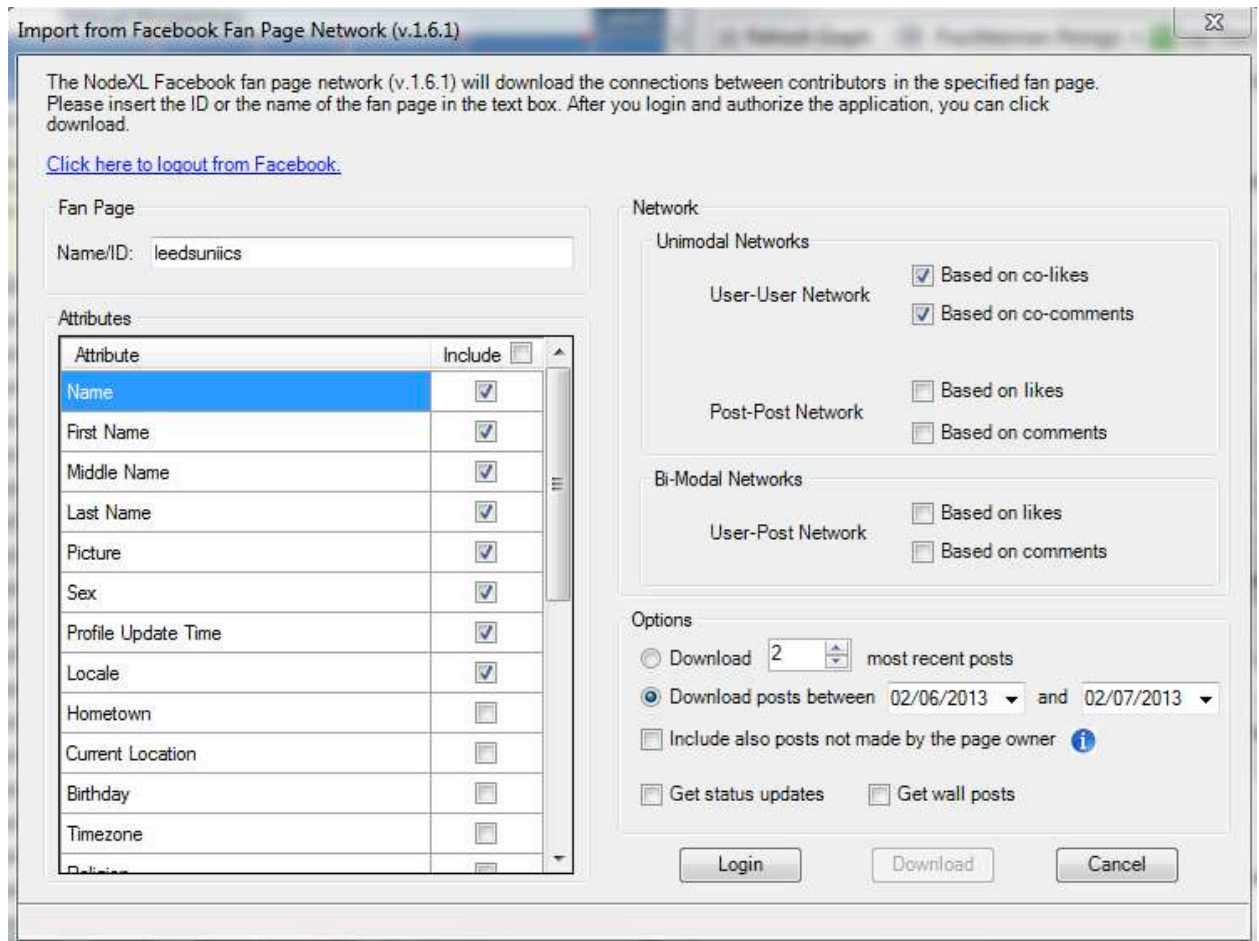 Import from Facebook Fan Page Network (v.1.6.1)
The NodeXL Facebook fan page network (v.1.6.1) will download the connections between contributors in the specified fan page.
Please insert the ID or the name of the fan page in the text box. After you login and authorize the application, you can click
download.
Click here to logout from Facebook.
Fan Page
Name/ID: leedsuniics
Attributes
Attribute Include
Name
First Name
Middle Name
Last Name
Picture
Sex
Profile Update Time
Locale
Hometown
Current Location
Birthday
Timezone
Network
Unimodal Networks
User-User Network
Based on co-likes
Based on co-comments
Post-Post Network
Based on likes
Based on comments
Bi-Modal Networks
User-Post Network
Based on likes
Based on comments
Options
Download 2 most recent posts
Download posts between 02/06/2013 and 02/07/2013
Include also posts not made by the page owner
Get status updates Get wall posts
Login Download Cancel